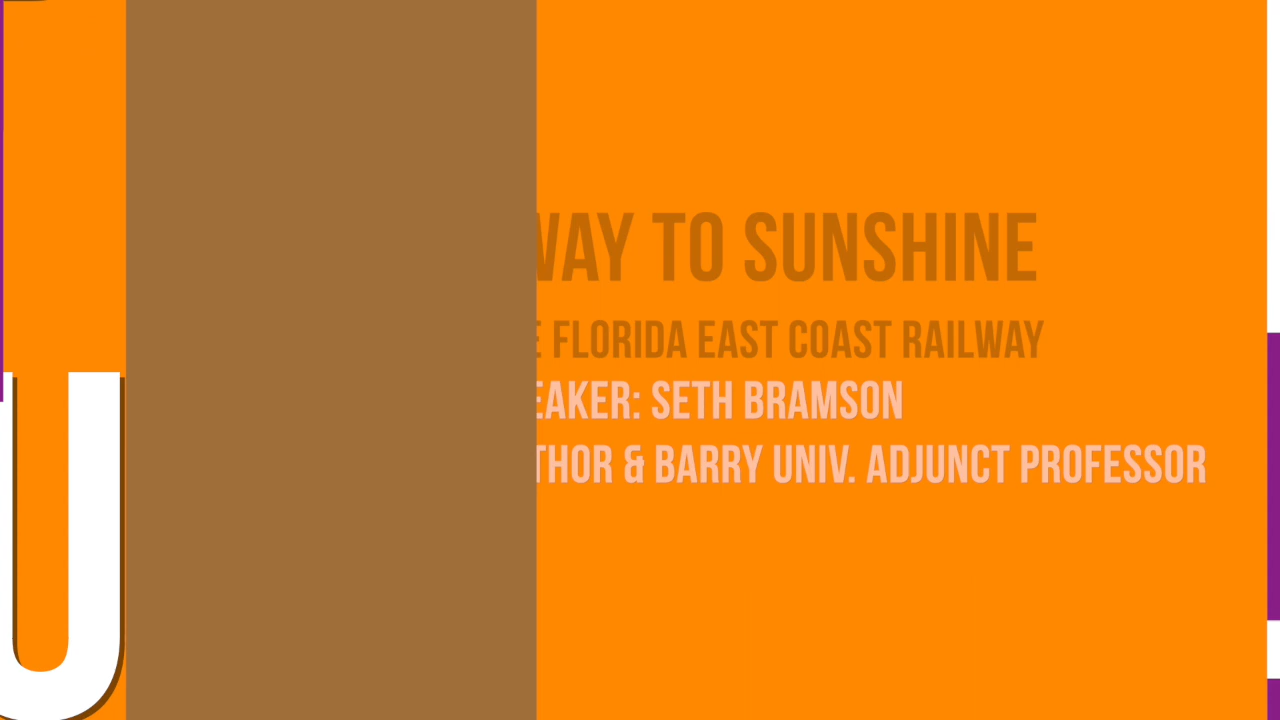 U
WAY TO SUNSHINE
E FLORIDA EAST COAST RAILWAY
EAKER: SETH BRAMSON
THOR & BARRY UNIV. ADJUNCT PROFESSOR